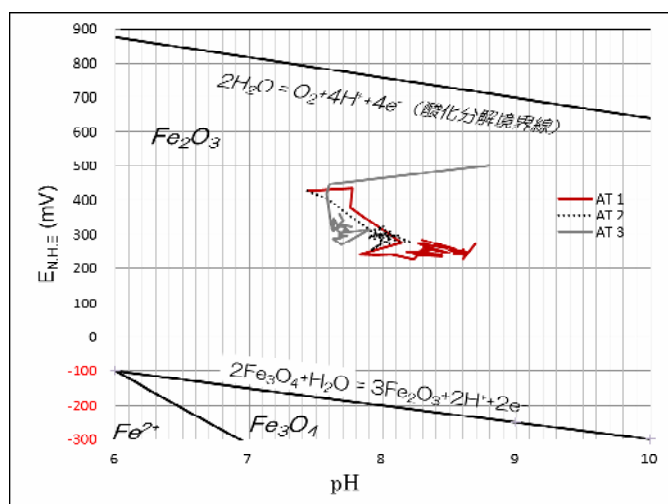 900
800
700
600
500
400
300
200
100
0
-100
-200
-300
E_N.H.E (mV)
2H₂O = O₂+4H⁺+4e⁻ (酸化分解境界線)
Fe₂O₃
AT 1
AT 2
AT 3
2Fe₃O₄+H₂O = 3Fe₂O₃+2H⁺+2e⁻
Fe²⁺
Fe₃O₄
6 7 8 9 10
pH